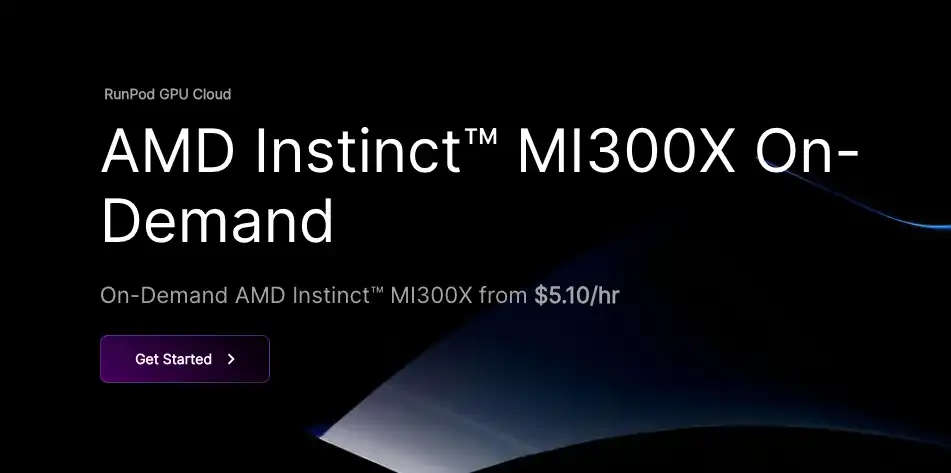 RunPod GPU Cloud
AMD Instinct™ MI300X On-
Demand
On-Demand AMD Instinct™ MI300X from $5.10/hr
Get Started